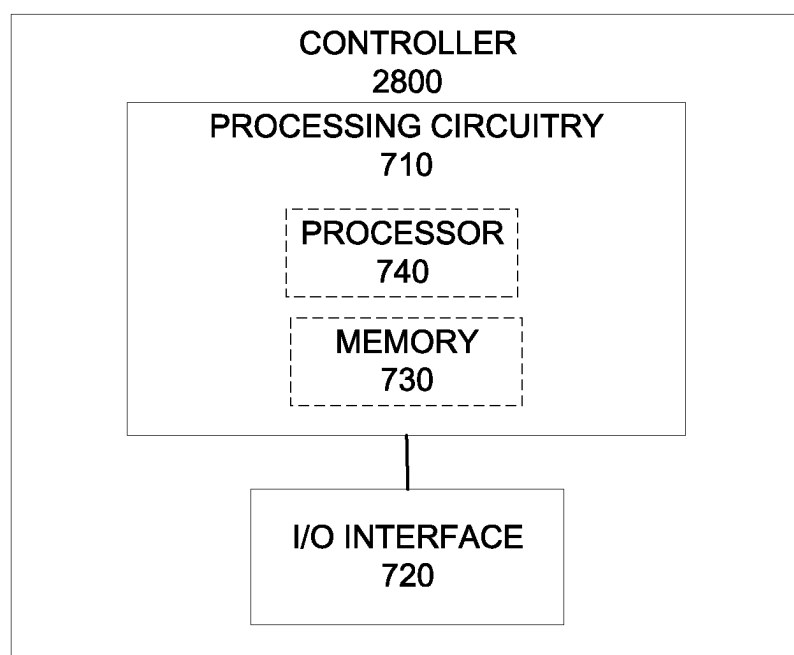 CONTROLLER
2800
PROCESSING CIRCUITRY
710
PROCESSOR
740
MEMORY
730
I/O INTERFACE
720